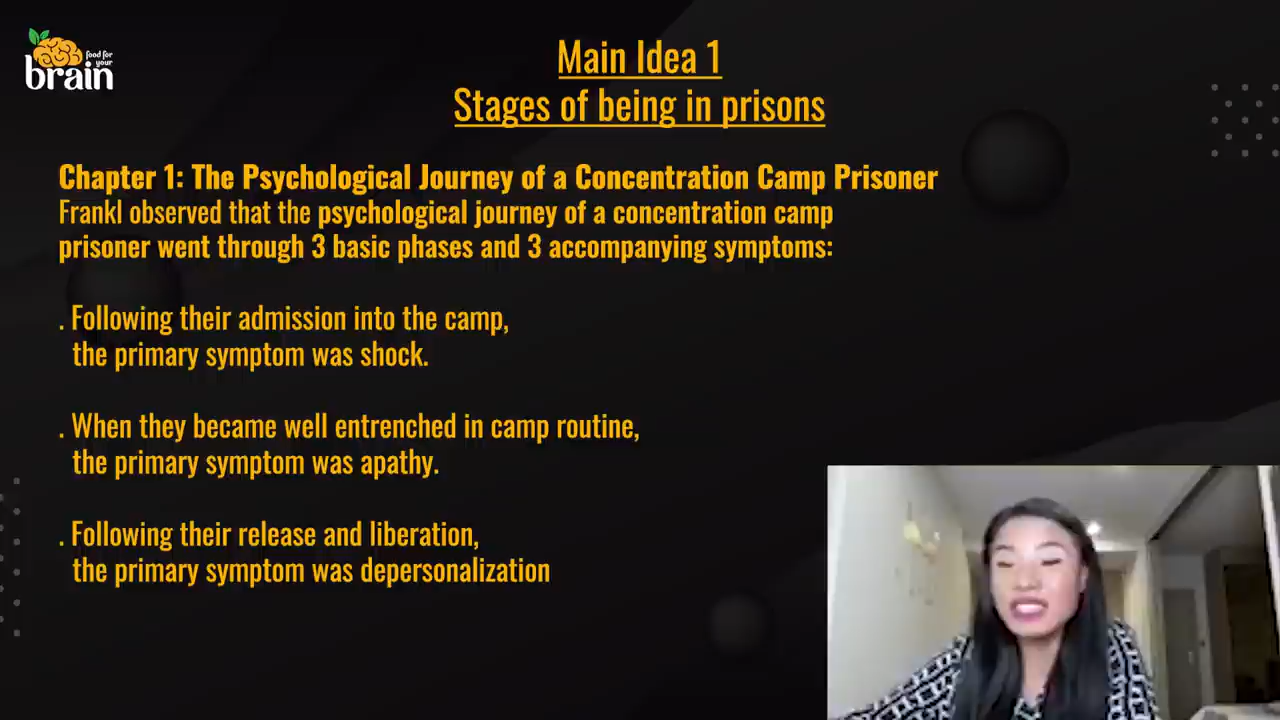 food for
your
brain
Main Idea 1
Stages of being in prisons
Chapter 1: The Psychological Journey of a Concentration Camp Prisoner
Frankl observed that the psychological journey of a concentration camp
prisoner went through 3 basic phases and 3 accompanying symptoms:
. Following their admission into the camp,
the primary symptom was shock.
. When they became well entrenched in camp routine,
the primary symptom was apathy.
. Following their release and liberation,
the primary symptom was depersonalization